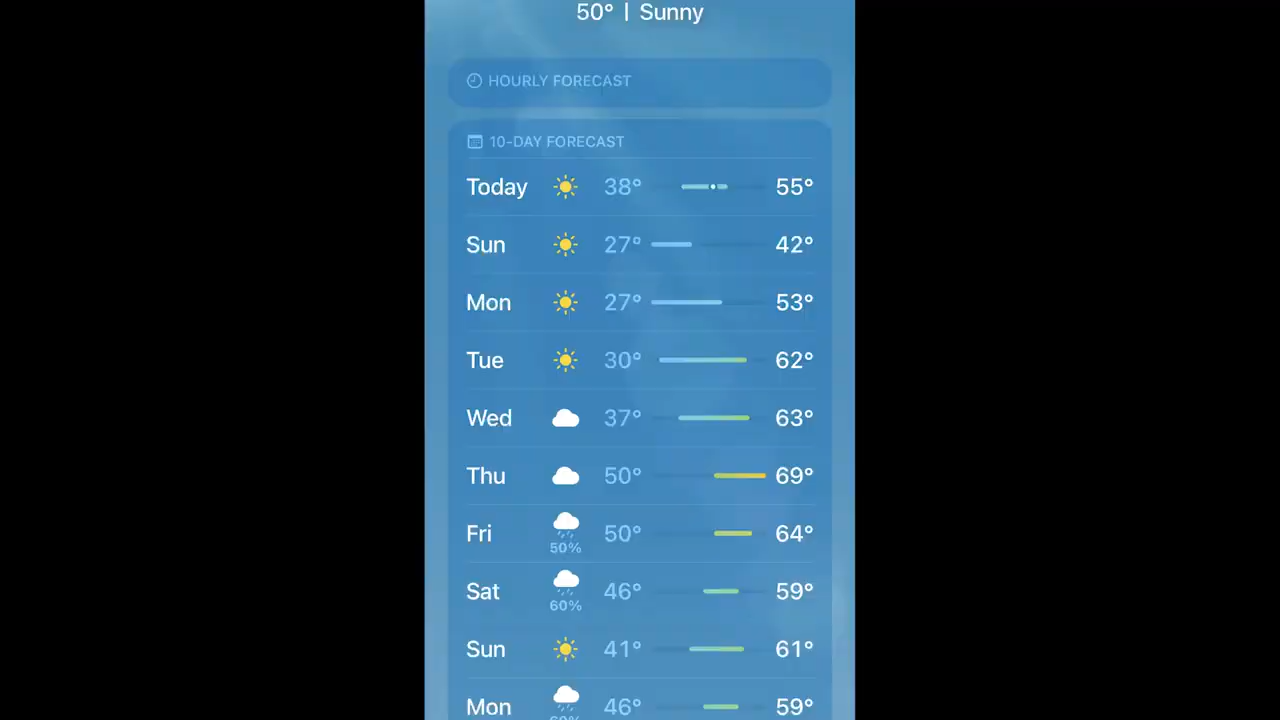 50° | Sunny
HOURLY FORECAST
10-DAY FORECAST
Today 38° 55°
Sun 27° 42°
Mon 27° 53°
Tue 30° 62°
Wed 37° 63°
Thu 50° 69°
Fri 50% 50° 64°
Sat 60% 46° 59°
Sun 41° 61°
Mon 46° 59°